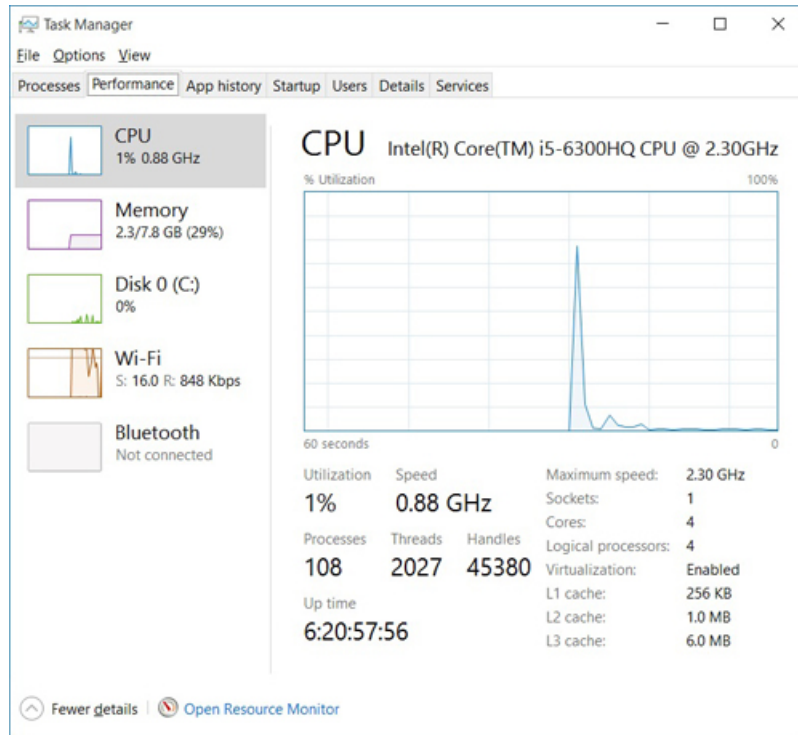 Task Manager
File Options View
Processes Performance App history Startup Users Details Services
CPU
1% 0.88 GHz
Memory
2.3/7.8 GB (29%)
Disk 0 (C:)
0%
Wi-Fi
S: 16.0 R: 848 Kbps
Bluetooth
Not connected
CPU Intel(R) Core(TM) i5-6300HQ CPU @ 2.30GHz
% Utilization 100%
60 seconds 0
Utilization Speed
1% 0.88 GHz
Processes Threads Handles
108 2027 45380
Up time
6:20:57:56
Maximum speed: 2.30 GHz
Sockets: 1
Cores: 4
Logical processors: 4
Virtualization: Enabled
L1 cache: 256 KB
L2 cache: 1.0 MB
L3 cache: 6.0 MB
Fewer details Open Resource Monitor